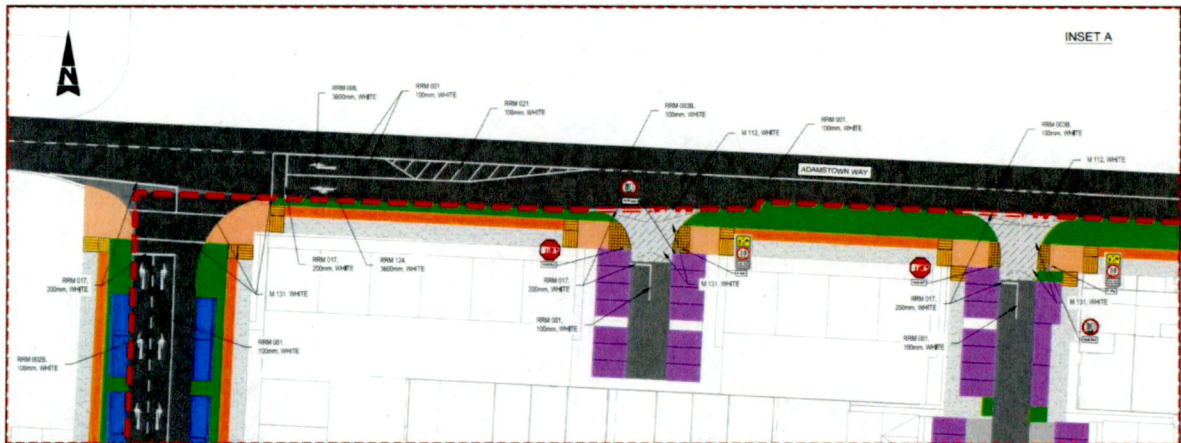 INSET A
N
RRM 008,
3600mm, WHITE
RRM 001,
100mm, WHITE
RRM 021,
100mm, WHITE
RRM 003B,
100mm, WHITE
M 112, WHITE
RRM 001,
100mm, WHITE
RRM 003B,
100mm, WHITE
M 112, WHITE
ADAMSTOWN WAY
STOP
STOP
RRM 017,
200mm, WHITE
M 131, WHITE
RRM 017,
200mm, WHITE
RRM 124,
3600mm, WHITE
RRM 017,
200mm, WHITE
M 131, WHITE
RRM 017,
200mm, WHITE
M 131, WHITE
RRM 002B,
100mm, WHITE
RRM 001,
100mm, WHITE
RRM 001,
100mm, WHITE
RRM 001,
100mm, WHITE